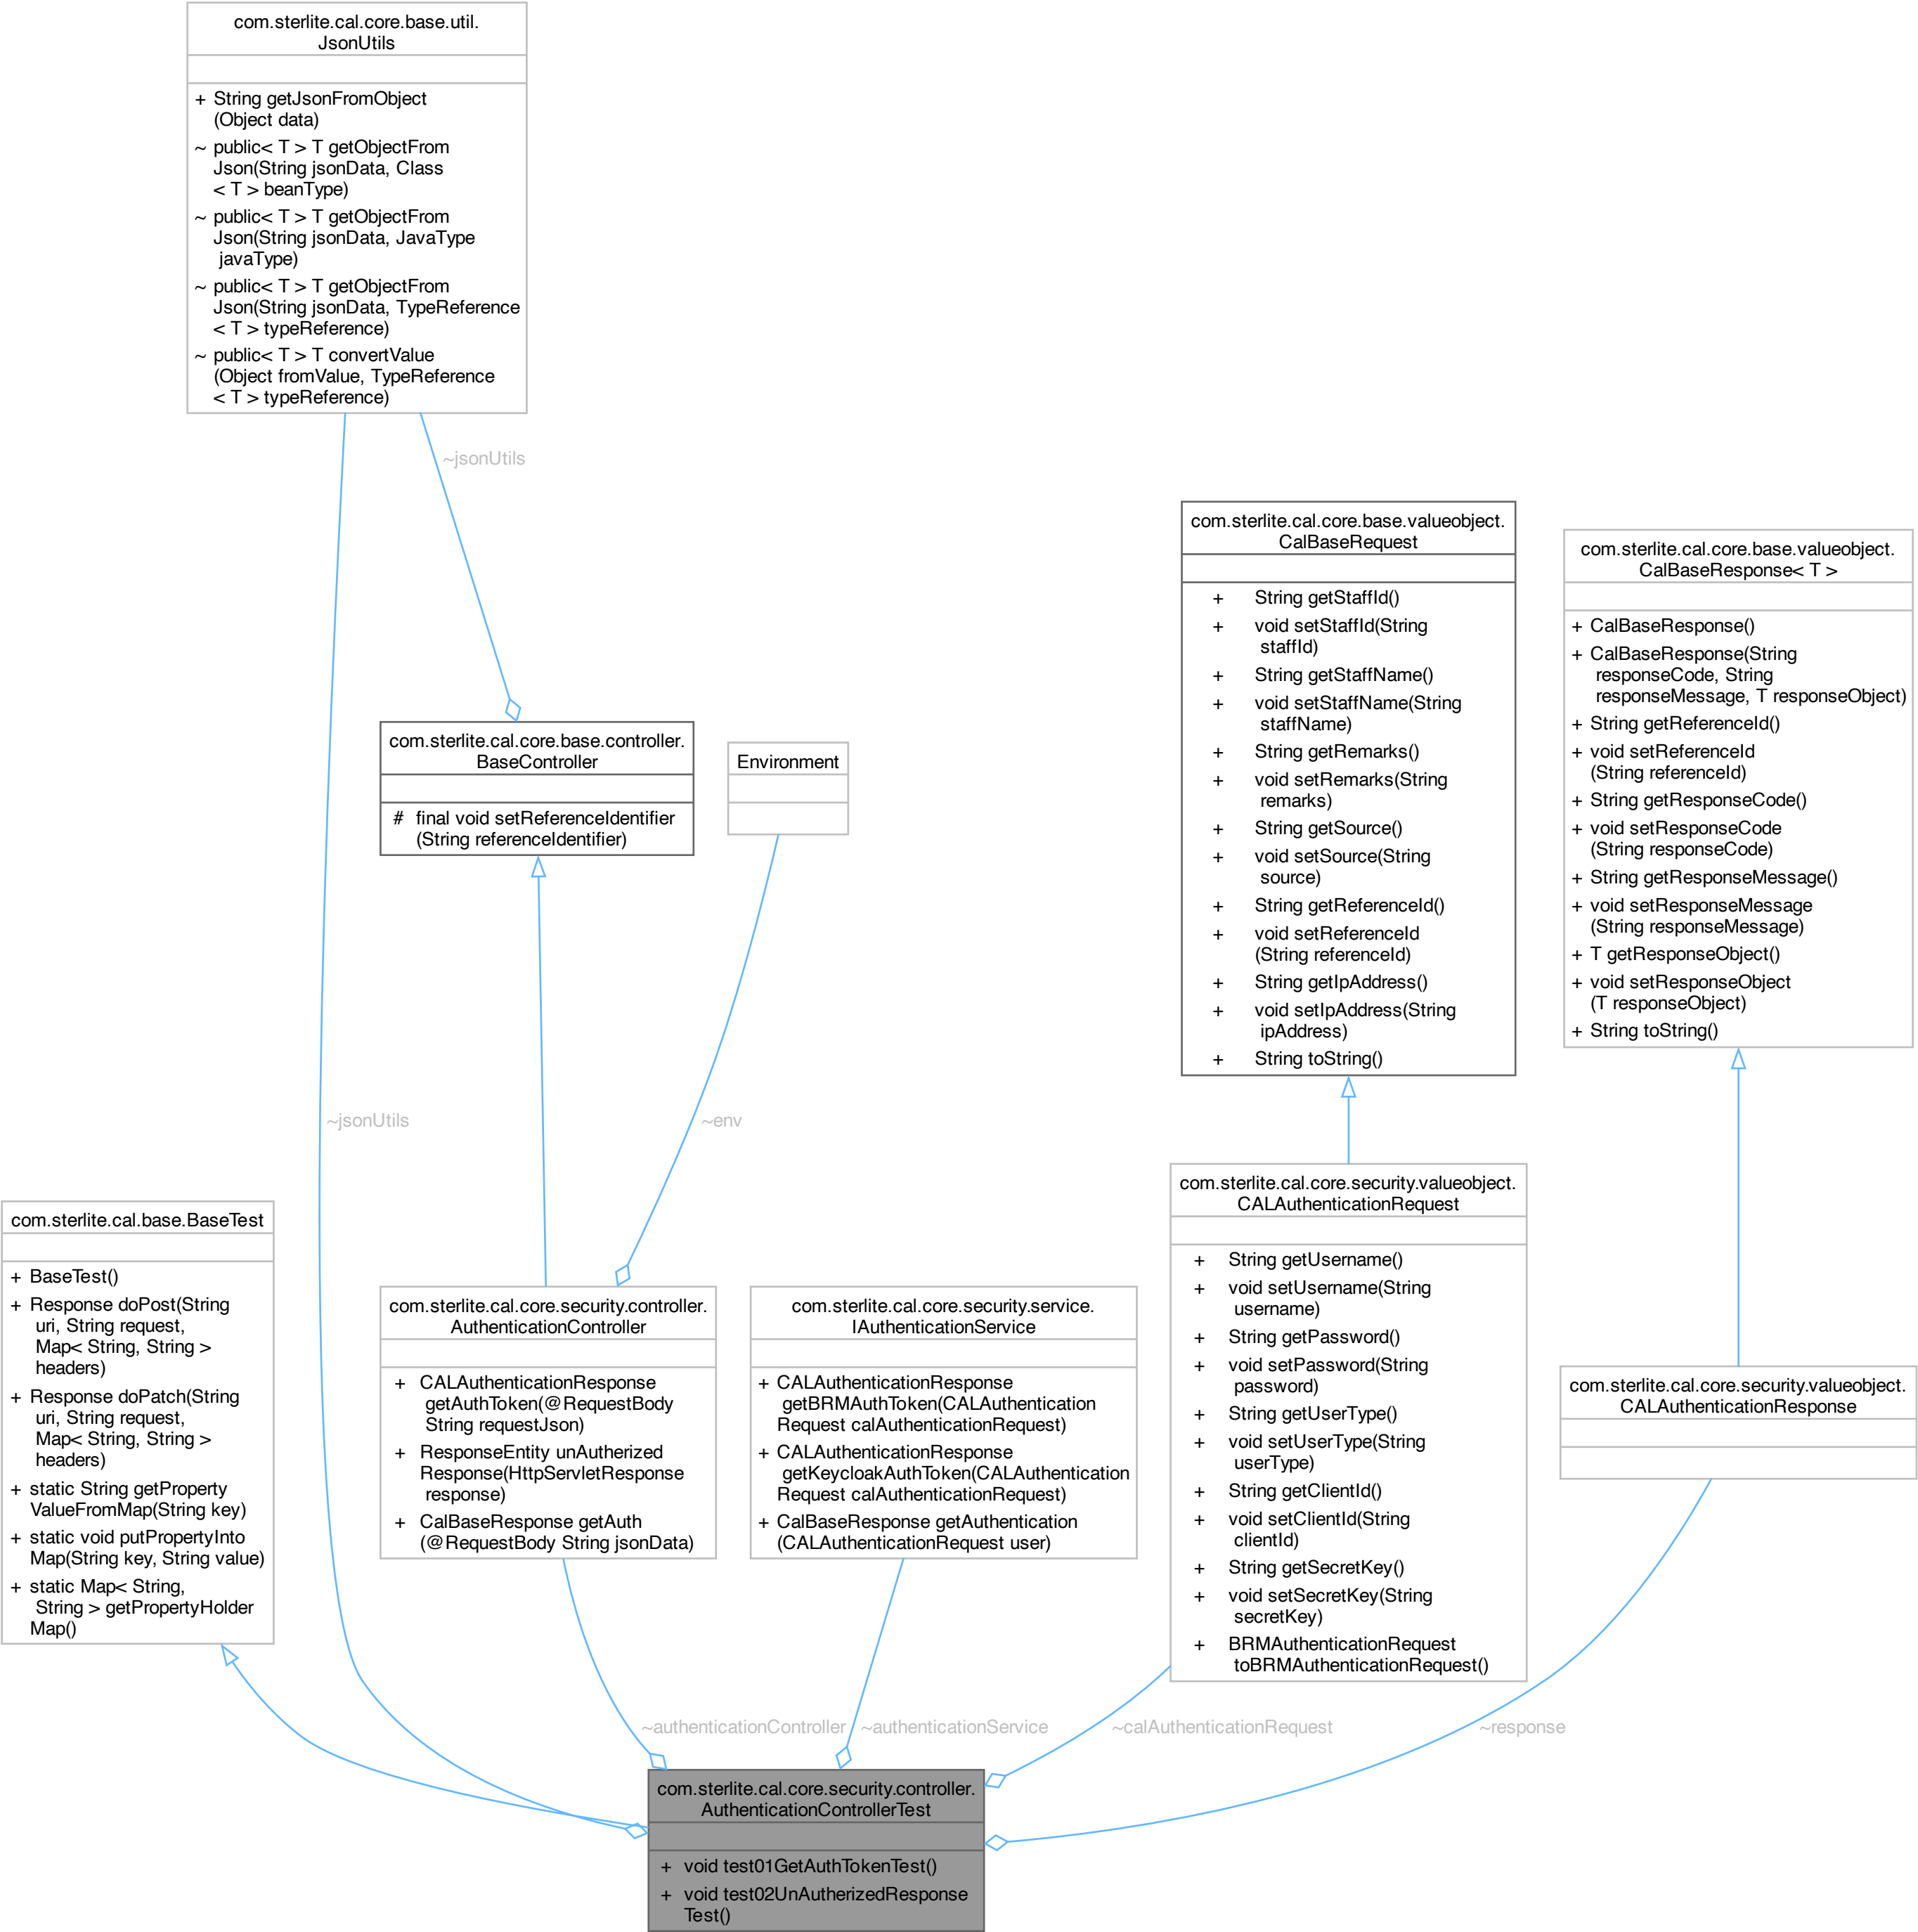 com.sterlite.cal.core.base.util.
JsonUtils
+ String getJsonFromObject
(Object data)
~ public< T > T getObjectFrom
Json(String jsonData, Class
< T > beanType)
~ public< T > T getObjectFrom
Json(String jsonData, JavaType
javaType)
~ public< T > T getObjectFrom
Json(String jsonData, TypeReference
< T > typeReference)
~ public< T > T convertValue
(Object fromValue, TypeReference
< T > typeReference)
~jsonUtils
com.sterlite.cal.core.base.controller.
BaseController
# final void setReferenceIdentifier
(String referenceIdentifier)
Environment
com.sterlite.cal.core.base.valueobject.
CalBaseRequest
+ String getStaffId()
+ void setStaffId(String
staffId)
+ String getStaffName()
+ void setStaffName(String
staffName)
+ String getRemarks()
+ void setRemarks(String
remarks)
+ String getSource()
+ void setSource(String
source)
+ String getReferenceId()
+ void setReferenceId
(String referenceId)
+ String getIpAddress()
+ void setIpAddress(String
ipAddress)
+ String toString()
com.sterlite.cal.core.base.valueobject.
CalBaseResponse< T >
+ CalBaseResponse()
+ CalBaseResponse(String
responseCode, String
responseMessage, T responseObject)
+ String getReferenceId()
+ void setReferenceId
(String referenceId)
+ String getResponseCode()
+ void setResponseCode
(String responseCode)
+ String getResponseMessage()
+ void setResponseMessage
(String responseMessage)
+ T getResponseObject()
+ void setResponseObject
(T responseObject)
+ String toString()
~jsonUtils
~env
com.sterlite.cal.base.BaseTest
+ BaseTest()
+ Response doPost(String
uri, String request,
Map< String, String >
headers)
+ Response doPatch(String
uri, String request,
Map< String, String >
headers)
+ static String getProperty
ValueFromMap(String key)
+ static void putPropertyInto
Map(String key, String value)
+ static Map< String,
String > getPropertyHolder
Map()
com.sterlite.cal.core.security.controller.
AuthenticationController
+ CALAuthenticationResponse
getAuthToken(@RequestBody
String requestJson)
+ ResponseEntity unAutherized
Response(HttpServletResponse
response)
+ CalBaseResponse getAuth
(@RequestBody String jsonData)
com.sterlite.cal.core.security.service.
IAuthenticationService
+ CALAuthenticationResponse
getBRMAuthToken(CALAuthentication
Request calAuthenticationRequest)
+ CALAuthenticationResponse
getKeycloakAuthToken(CALAuthentication
Request calAuthenticationRequest)
+ CalBaseResponse getAuthentication
(CALAuthenticationRequest user)
com.sterlite.cal.core.security.valueobject.
CALAuthenticationRequest
+ String getUsername()
+ void setUsername(String
username)
+ String getPassword()
+ void setPassword(String
password)
+ String getUserType()
+ void setUserType(String
userType)
+ String getClientId()
+ void setClientId(String
clientId)
+ String getSecretKey()
+ void setSecretKey(String
secretKey)
+ BRMAuthenticationRequest
toBRMAuthenticationRequest()
com.sterlite.cal.core.security.valueobject.
CALAuthenticationResponse
~authenticationController
~authenticationService
~calAuthenticationRequest
~response
com.sterlite.cal.core.security.controller.
AuthenticationControllerTest
+ void test01GetAuthTokenTest()
+ void test02UnAutherizedResponse
Test()